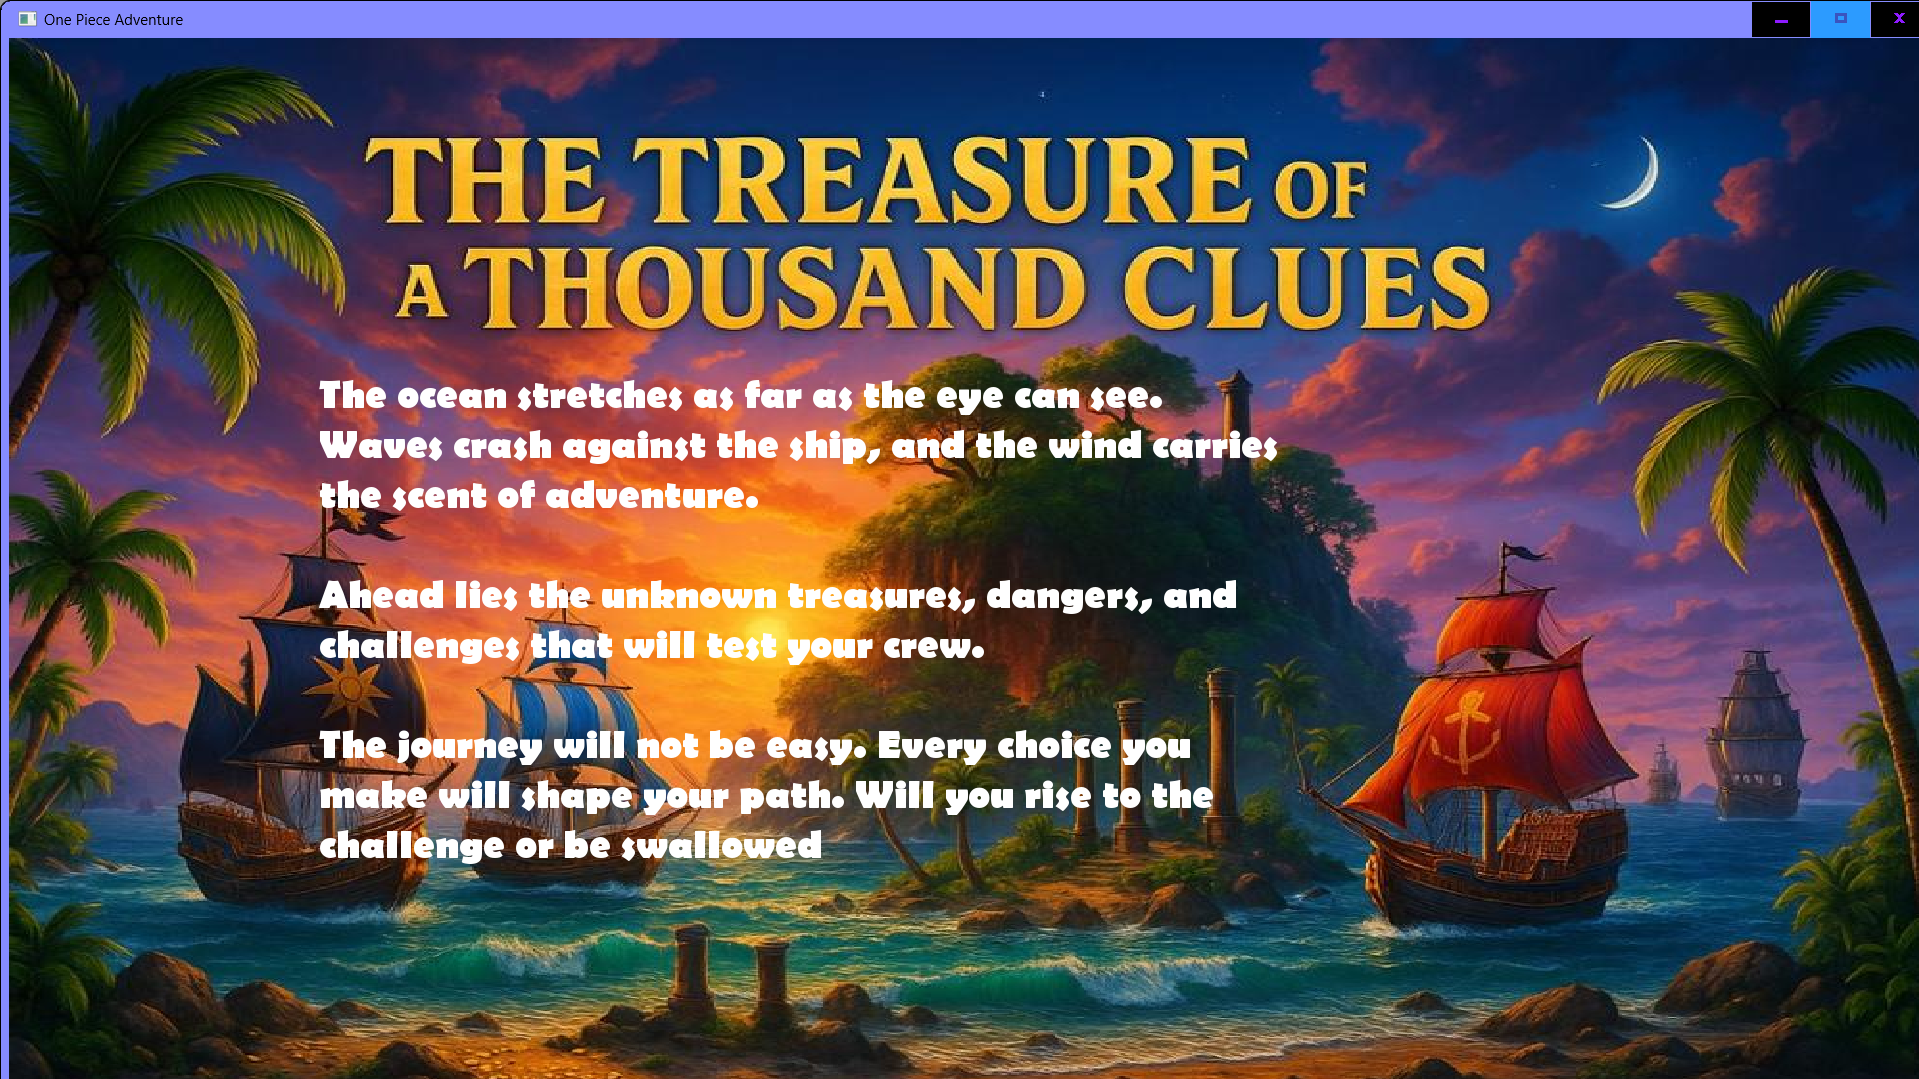 One Piece Adventure
THE TREASURE OF
A THOUSAND CLUES
The ocean stretches as far as the eye can see.
Waves crash against the ship, and the wind carries
the scent of adventure.
Ahead lies the unknown treasures, dangers, and
challenges that will test your crew.
The journey will not be easy. Every choice you
make will shape your path. Will you rise to the
challenge or be swallowed